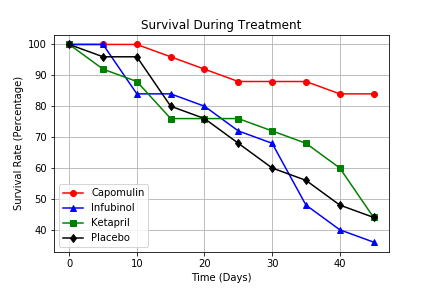 Survival During Treatment
100
90
80
70
60
50
40
Survival Rate (Percentage)
Capomulin
Infubinol
Ketapril
Placebo
0
10
20
30
40
Time (Days)